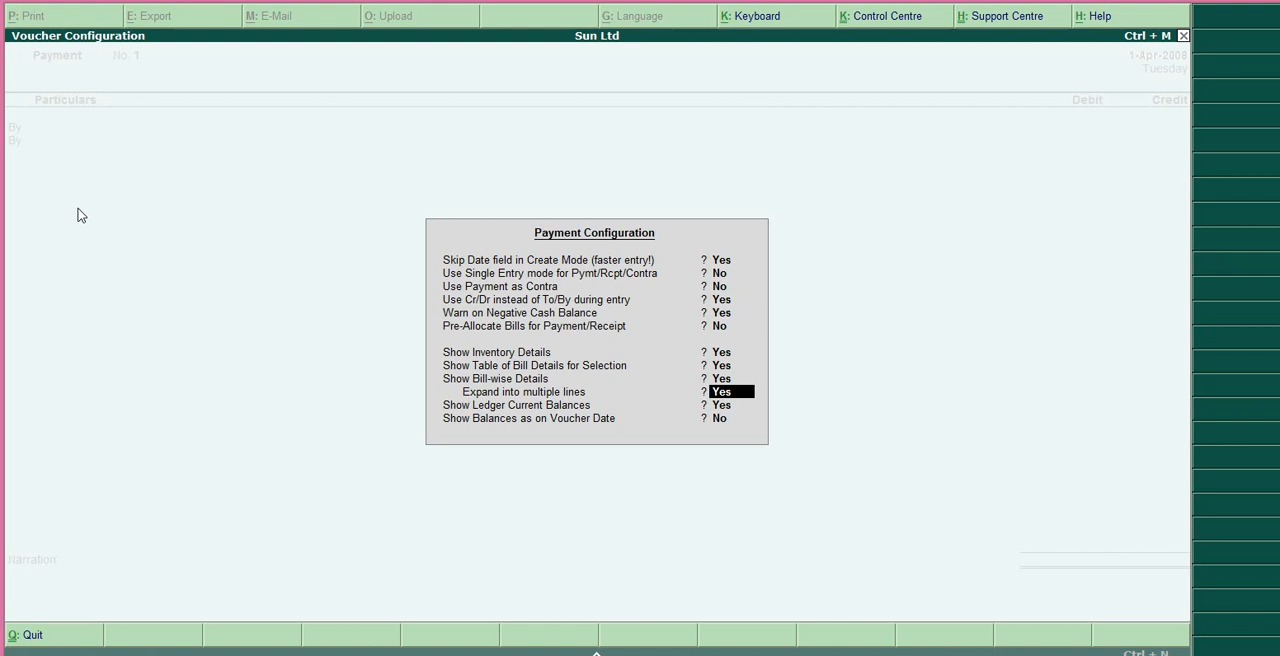 P: Print E: Export M: E-Mail O: Upload G: Language K: Keyboard K: Control Centre H: Support Centre H: Help
Voucher Configuration Sun Ltd Ctrl + M
Payment No. 1 1-Apr-2008
Tuesday
Particulars Debit Credit
By
By
Payment Configuration
Skip Date field in Create Mode (faster entry!) ? Yes
Use Single Entry mode for Pymt/Rcpt/Contra ? No
Use Payment as Contra ? No
Use Cr/Dr instead of To/By during entry ? Yes
Warn on Negative Cash Balance ? Yes
Pre-Allocate Bills for Payment/Receipt ? No
Show Inventory Details ? Yes
Show Table of Bill Details for Selection ? Yes
Show Bill-wise Details ? Yes
Expand into multiple lines ? Yes
Show Ledger Current Balances ? Yes
Show Balances as on Voucher Date ? No
Narration
Q: Quit
Ctrl + N